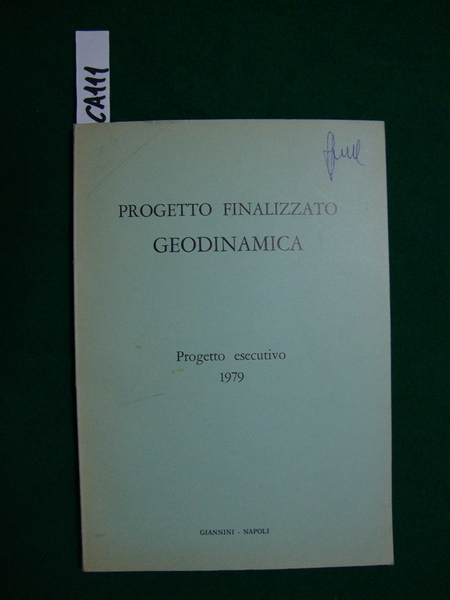 CA111
PROGETTO FINALIZZATO
GEODINAMICA
Progetto esecutivo
1979
GIANNINI - NAPOLI